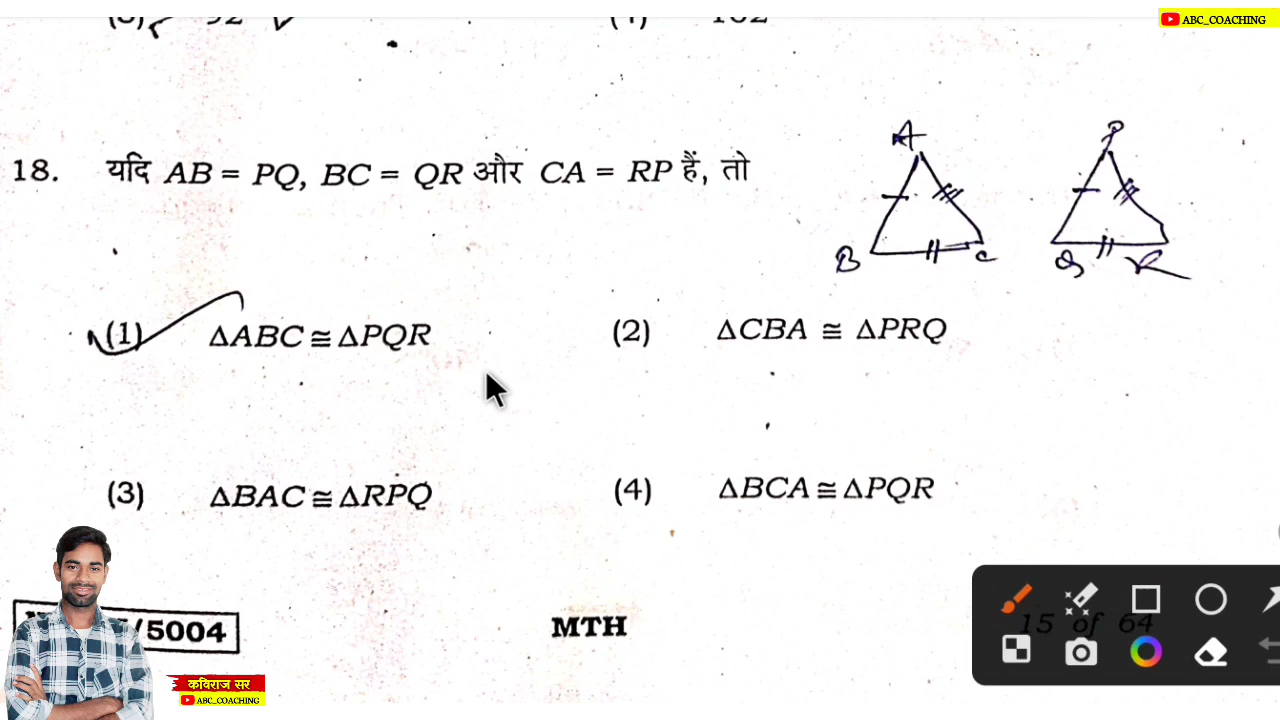 ABC_COACHING
18. यदि AB = PQ, BC = QR और CA = RP हैं, तो
A
P
B
C
Q
R
(1) ΔABC ≅ ΔPQR
(2) ΔCBA ≅ ΔPRQ
(3) ΔBAC ≅ ΔRPQ
(4) ΔBCA ≅ ΔPQR
/5004
MTH
15 of 64
कविराज सर
ABC_COACHING